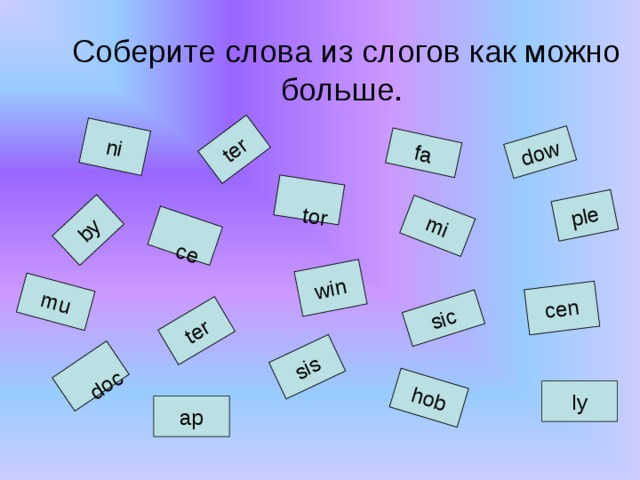 Соберите слова из слогов как можно
больше.
ni
ter
fa
dow
tor
ple
by
ce
mi
mu
win
cen
ter
sic
doc
sis
hob
ly
ap